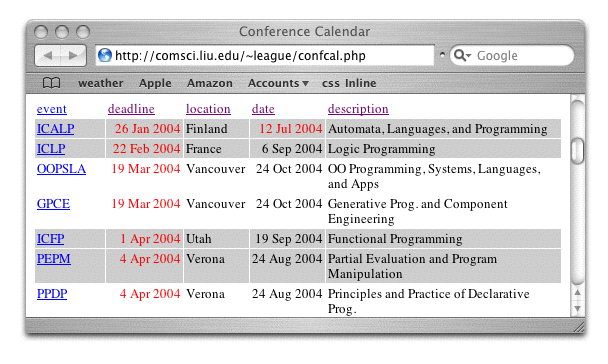 Conference Calendar
http://comsci.liu.edu/~league/confcal.php Google
weather Apple Amazon Accounts▼ css Inline
event deadline location date description
ICALP 26 Jan 2004 Finland 12 Jul 2004 Automata, Languages, and Programming
ICLP 22 Feb 2004 France 6 Sep 2004 Logic Programming
OOPSLA 19 Mar 2004 Vancouver 24 Oct 2004 OO Programming, Systems, Languages,
and Apps
GPCE 19 Mar 2004 Vancouver 24 Oct 2004 Generative Prog. and Component
Engineering
ICFP 1 Apr 2004 Utah 19 Sep 2004 Functional Programming
PEPM 4 Apr 2004 Verona 24 Aug 2004 Partial Evaluation and Program
Manipulation
PPDP 4 Apr 2004 Verona 24 Aug 2004 Principles and Practice of Declarative
Prog.